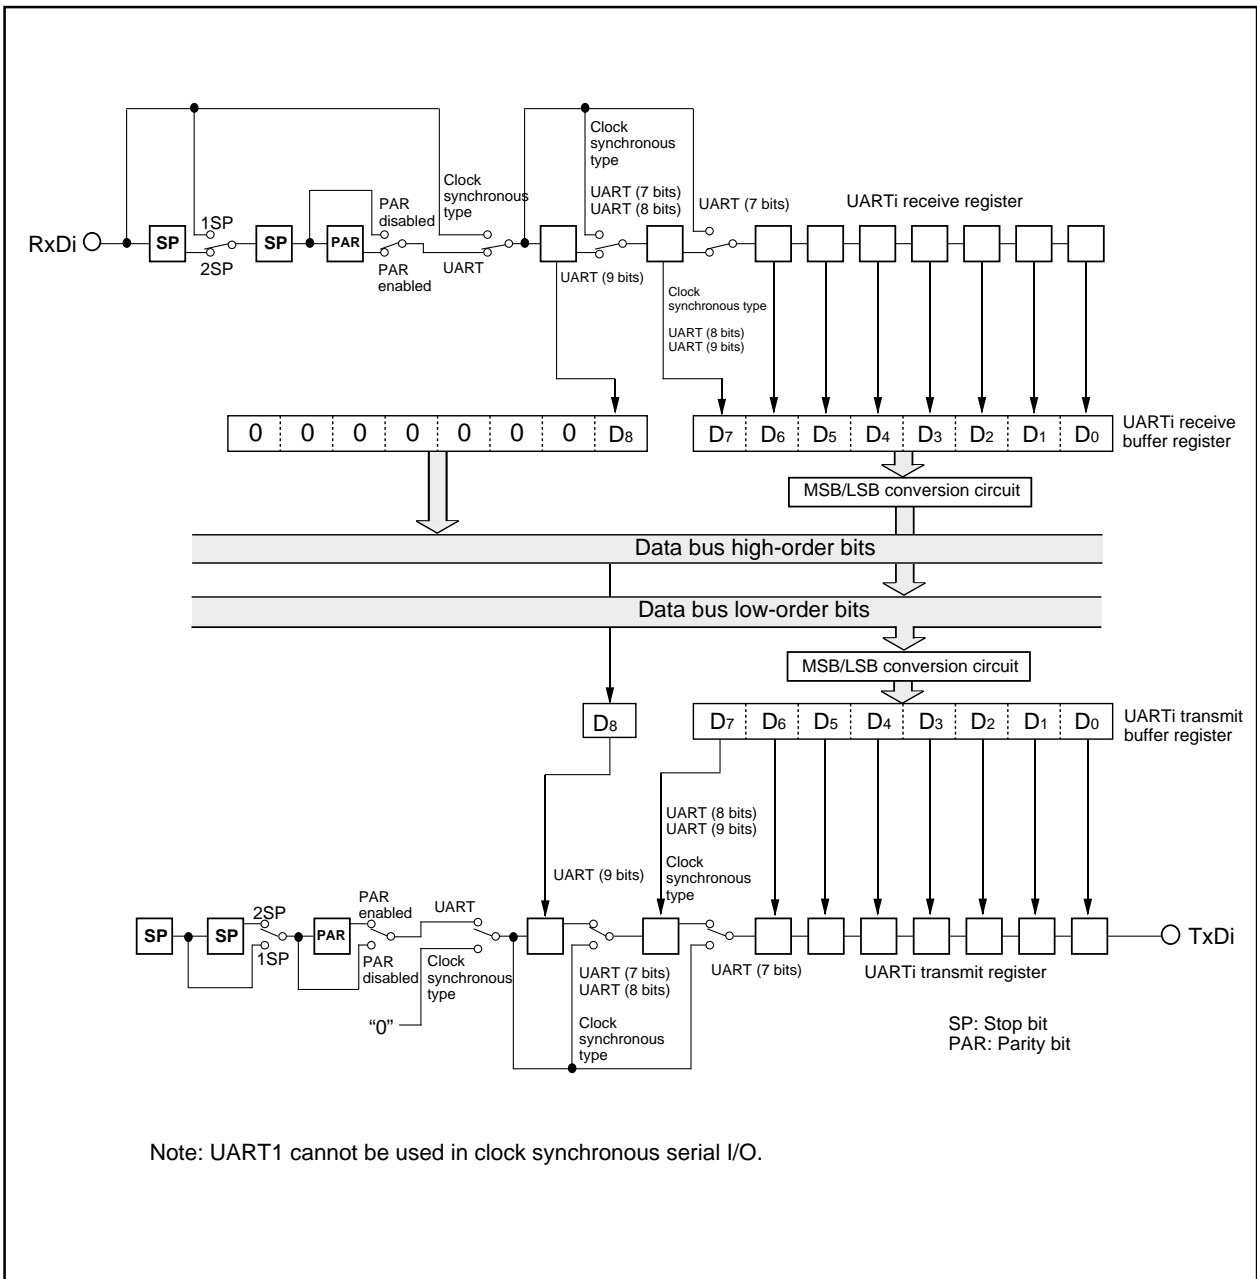 Clock
synchronous
type
Clock
synchronous
type
UART (7 bits)
UART (8 bits)
UART (7 bits)
UARTi receive register
PAR
disabled
1SP
RxDi
SP
SP
PAR
2SP
PAR
enabled
UART
UART (9 bits)
Clock
synchronous type
UART (8 bits)
UART (9 bits)
0 0 0 0 0 0 0 D8
D7 D6 D5 D4 D3 D2 D1 D0
UARTi receive
buffer register
MSB/LSB conversion circuit
Data bus high-order bits
Data bus low-order bits
MSB/LSB conversion circuit
D8
D7 D6 D5 D4 D3 D2 D1 D0
UARTi transmit
buffer register
UART (8 bits)
UART (9 bits)
UART (9 bits)
Clock
synchronous
type
PAR
enabled
UART
2SP
SP
SP
PAR
TxDi
1SP
PAR
disabled
Clock
synchronous
type
UART (7 bits)
UART (8 bits)
UART (7 bits)
UARTi transmit register
“0”
Clock
synchronous
type
SP: Stop bit
PAR: Parity bit
Note: UART1 cannot be used in clock synchronous serial I/O.